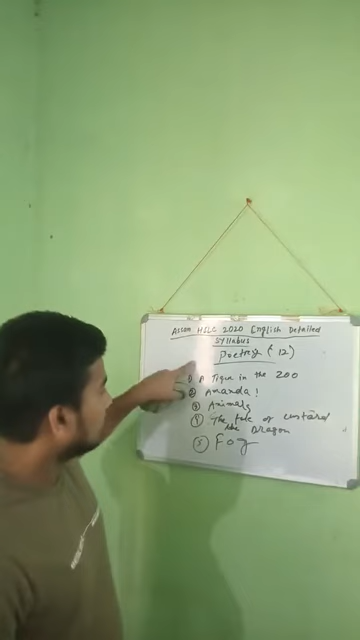 Assam HSLC 2020 English Detailed
Syllabus
Poetrey (12)
① A Tiger in the ZOO
② Amanda!
③ Animals
④ The tale of custard
the Dragon
⑤ Fog